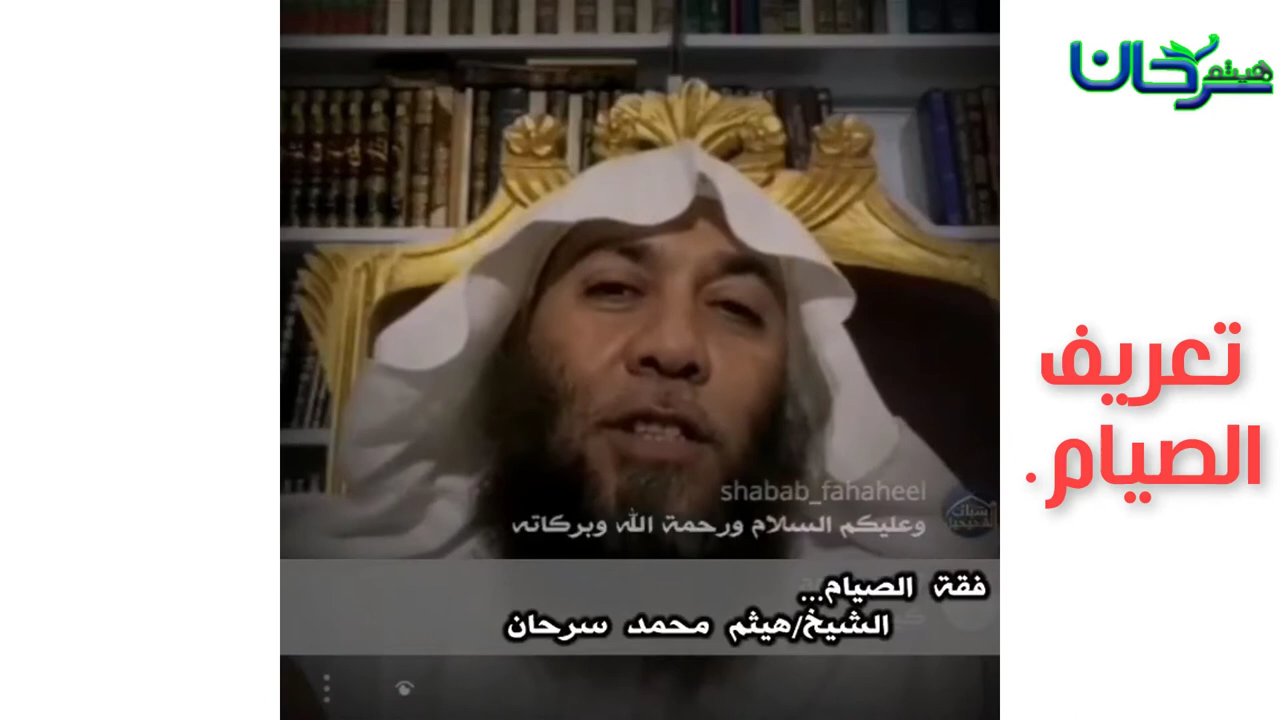 هيثم
سرحان
تعريف
الصيام.
shabab_fahaheel
وعليكم السلام ورحمة الله وبركاته
فقة الصيام...
الشيخ/هيثم محمد سرحان